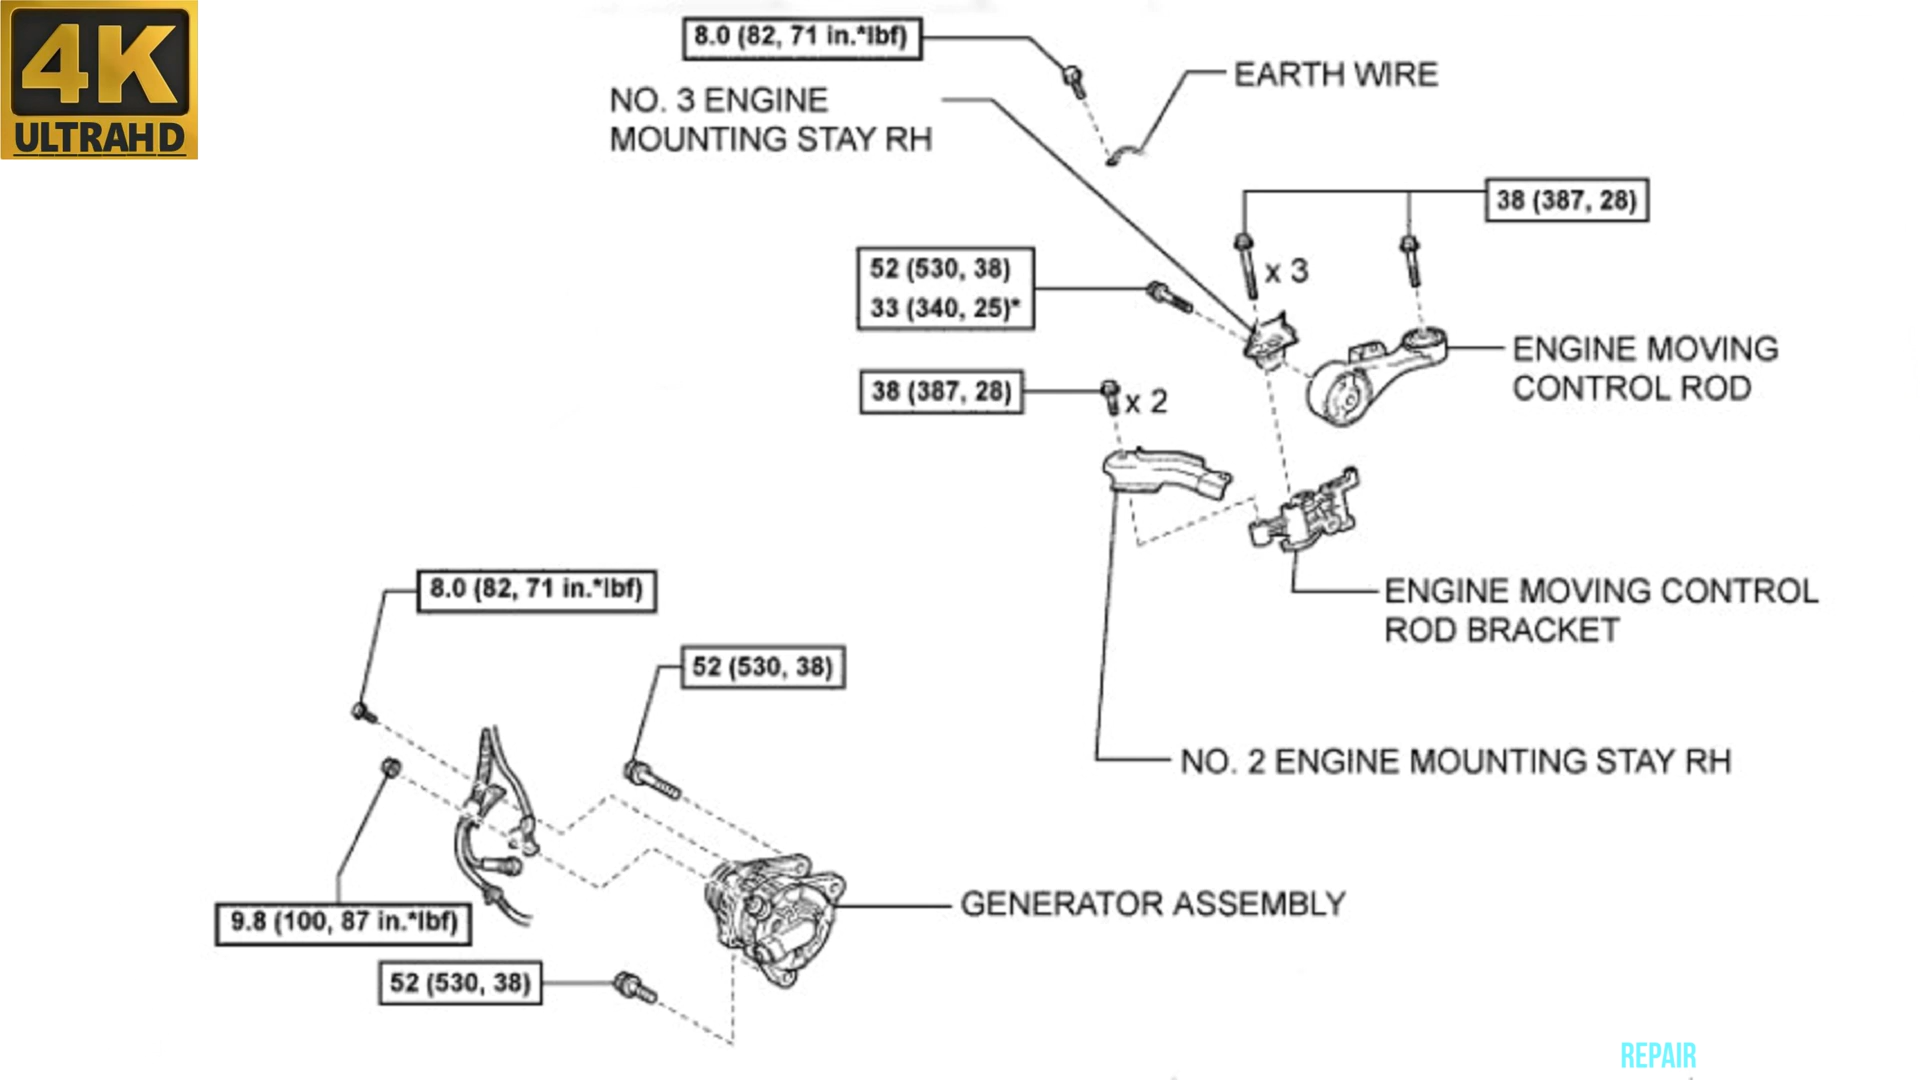 4K
ULTRAHD
8.0 (82, 71 in.*lbf)
EARTH WIRE
NO. 3 ENGINE
MOUNTING STAY RH
38 (387, 28)
x 3
52 (530, 38)
33 (340, 25)*
ENGINE MOVING
CONTROL ROD
38 (387, 28)
x 2
8.0 (82, 71 in.*lbf)
ENGINE MOVING CONTROL
ROD BRACKET
52 (530, 38)
NO. 2 ENGINE MOUNTING STAY RH
GENERATOR ASSEMBLY
9.8 (100, 87 in.*lbf)
52 (530, 38)
REPAIR